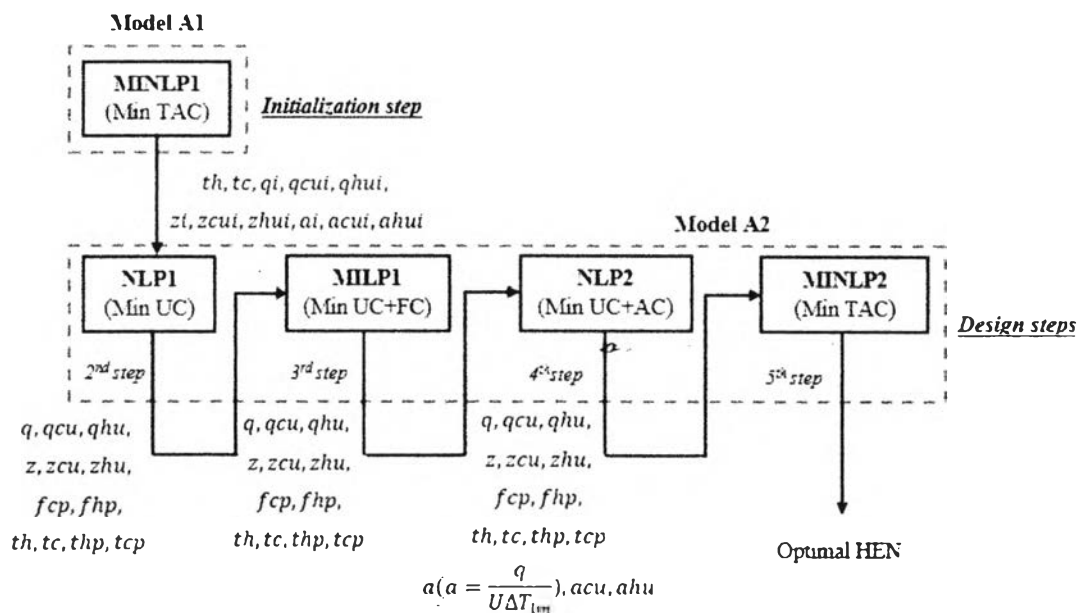 Model A1
MINLP1
(Min TAC)
Initialization step
th, tc, qi, qcui, qhui,
zi, zcui, zhui, ai, acui, ahui
Model A2
NLP1
(Min UC)
MILP1
(Min UC+FC)
NLP2
(Min UC+AC)
MINLP2
(Min TAC)
Design steps
2nd step
3rd step
4th step
5th step
q, qcu, qhu,
z, zcu, zhu,
fcp, fhp,
th, tc, thp, tcp
q, qcu, qhu,
z, zcu, zhu,
fcp, fhp,
th, tc, thp, tcp
q, qcu, qhu,
z, zcu, zhu,
fcp, fhp,
th, tc, thp, tcp
a(a = q / UΔT_lm), acu, ahu
Optimal HEN